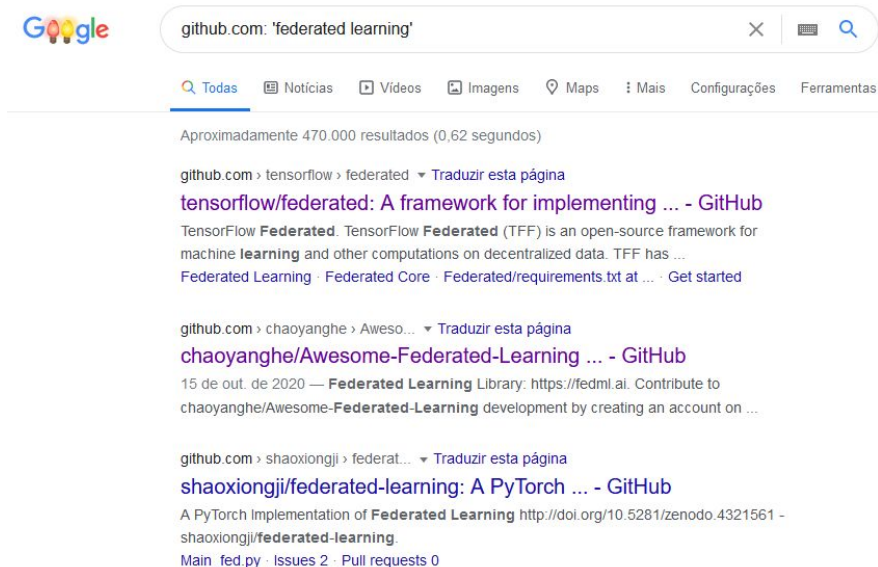 Google
github.com: 'federated learning'
Todas Notícias Vídeos Imagens Maps Mais Configurações Ferramentas
Aproximadamente 470.000 resultados (0,62 segundos)
github.com › tensorflow › federated Traduzir esta página
tensorflow/federated: A framework for implementing ... - GitHub
TensorFlow Federated. TensorFlow Federated (TFF) is an open-source framework for
machine learning and other computations on decentralized data. TFF has ...
Federated Learning · Federated Core · Federated/requirements.txt at ... · Get started
github.com › chaoyanghe › Aweso... Traduzir esta página
chaoyanghe/Awesome-Federated-Learning ... - GitHub
15 de out. de 2020 — Federated Learning Library: https://fedml.ai. Contribute to
chaoyanghe/Awesome-Federated-Learning development by creating an account on ...
github.com › shaoxiongji › federat... Traduzir esta página
shaoxiongji/federated-learning: A PyTorch ... - GitHub
A PyTorch Implementation of Federated Learning http://doi.org/10.5281/zenodo.4321561 -
shaoxiongji/federated-learning.
Main_fed.py · Issues 2 · Pull requests 0